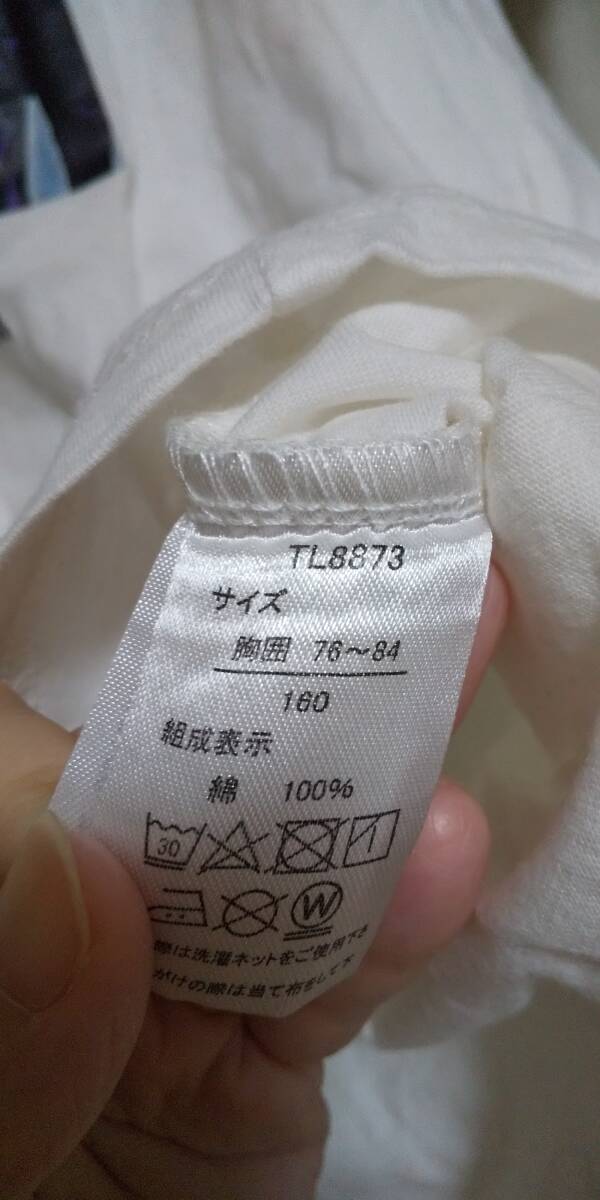 TL8873
サイズ
胸囲 76~84
160
組成表示
綿 100%
30
W
際は洗濯ネットをご使用下さ
がけの際は当て布をして下